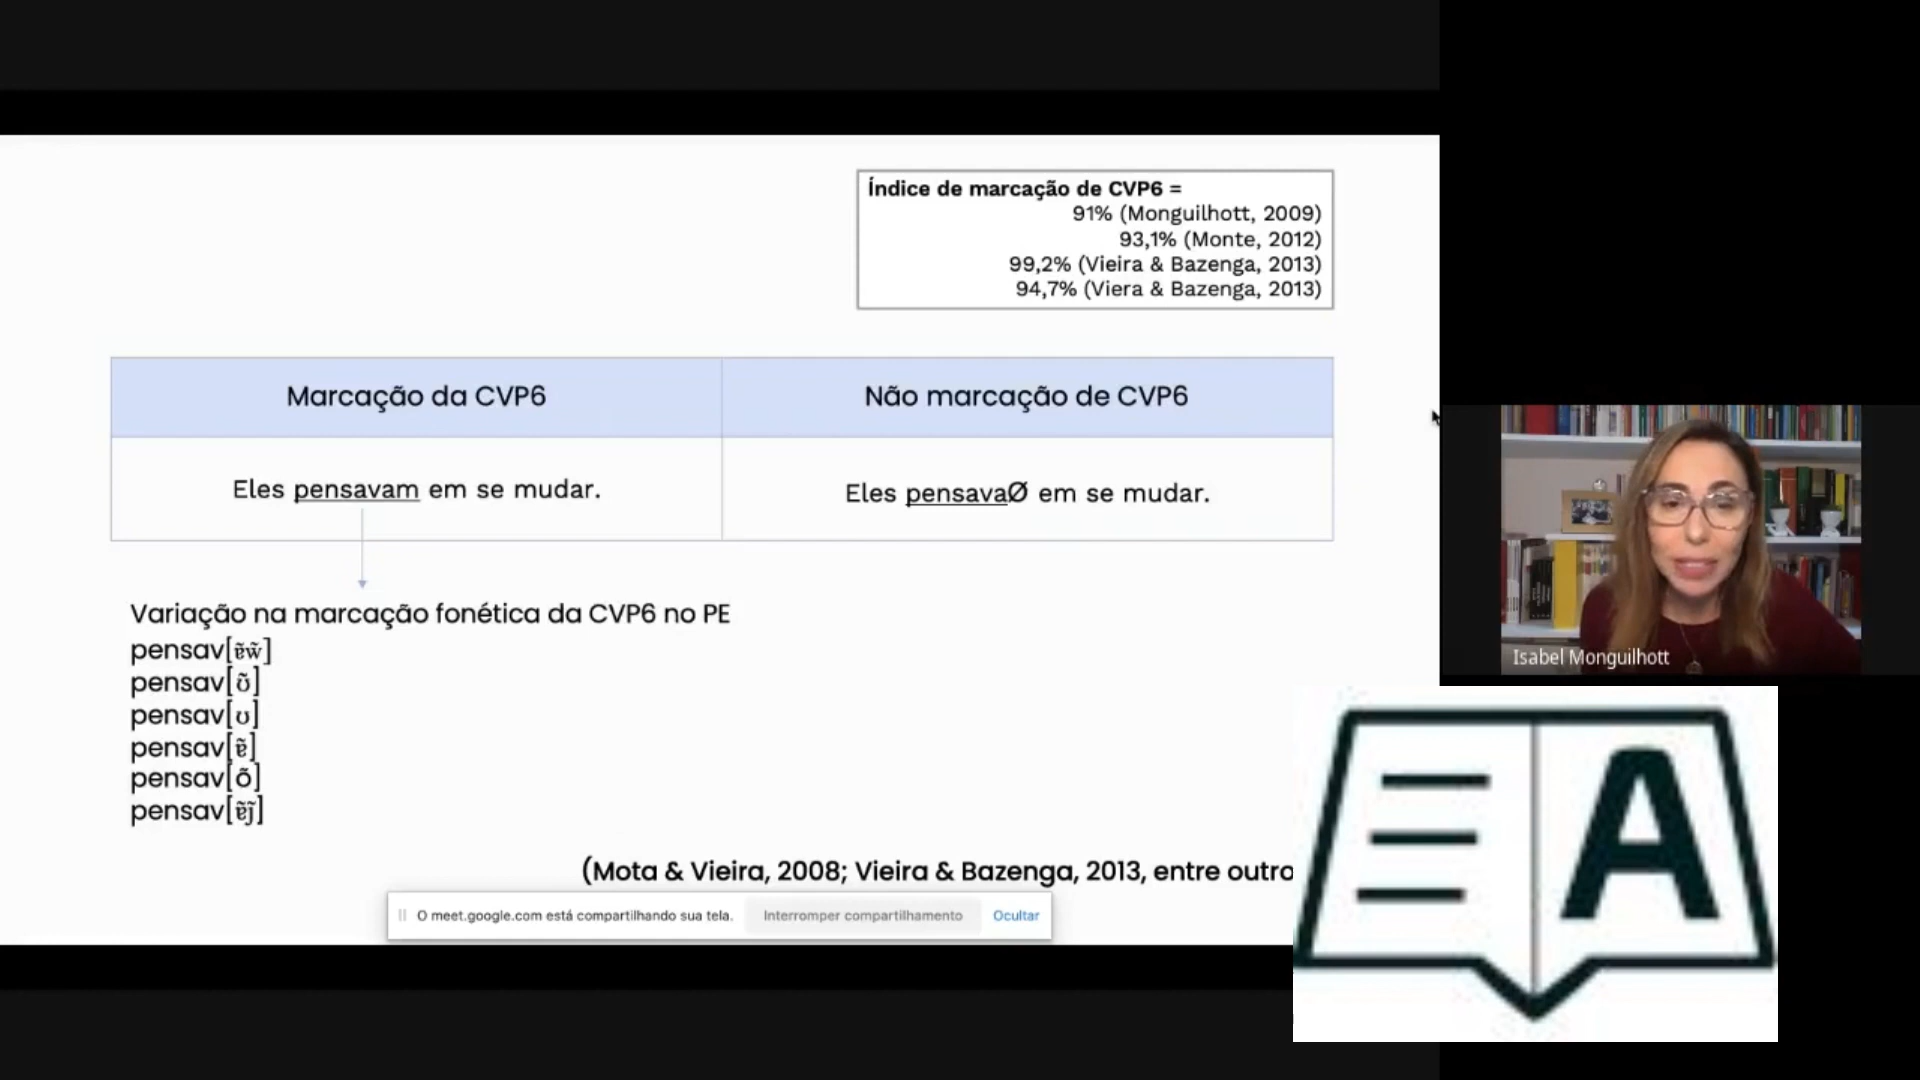 Índice de marcação de CVP6 =
91% (Monguilhott, 2009)
93,1% (Monte, 2012)
99,2% (Vieira & Bazenga, 2013)
94,7% (Viera & Bazenga, 2013)
Marcação da CVP6
Não marcação de CVP6
Eles pensavam em se mudar.
Eles pensavaØ em se mudar.
Variação na marcação fonética da CVP6 no PE
pensav[ɐ̃w̃]
pensav[ʊ̃]
pensav[ʊ]
pensav[ɐ̃]
pensav[õ]
pensav[ɐ̃ȷ̃]
(Mota & Vieira, 2008; Vieira & Bazenga, 2013, entre outro
O meet.google.com está compartilhando sua tela.
Interromper compartilhamento
Ocultar
Isabel Monguilhott
A